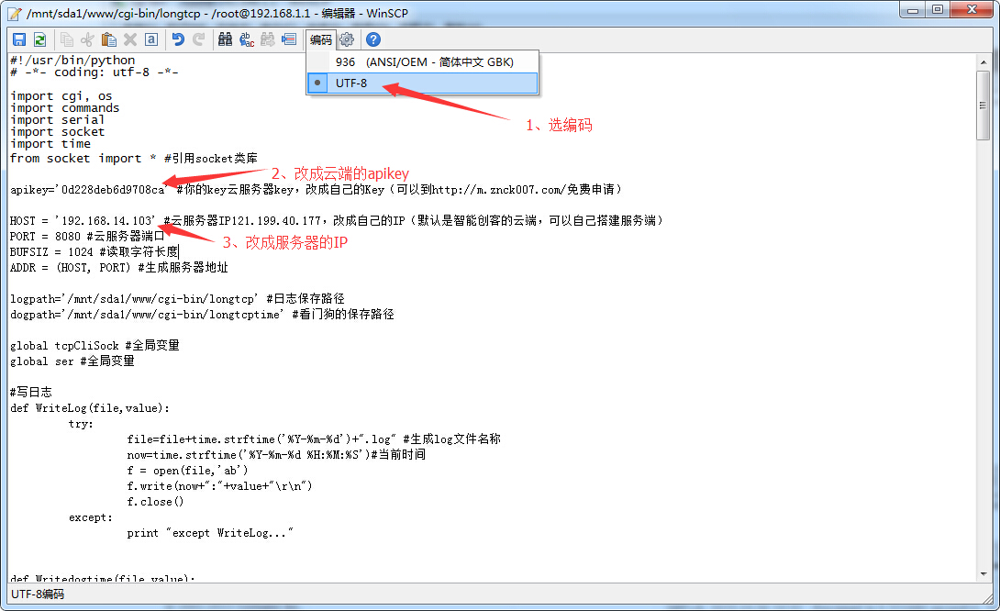 /mnt/sda1/www/cgi-bin/longtcp - /root@192.168.1.1 - 编辑器 - WinSCP
编码
936 (ANSI/OEM - 简体中文 GBK)
UTF-8
1、选编码
#!/usr/bin/python
# -*- coding: utf-8 -*-
import cgi, os
import commands
import serial
import socket
import time
from socket import * #引用socket类库
2、改成云端的apikey
apikey='0d228deb6d9708ca' #你的key云服务器key，改成自己的Key（可以到http://m.znck007.com/免费申请）
HOST = '192.168.14.103' #云服务器IP121.199.40.177，改成自己的IP（默认是智能创客的云端，可以自己搭建服务端）
PORT = 8080 #云服务器端口
3、改成服务器的IP
BUFSIZ = 1024 #读取字符长度
ADDR = (HOST, PORT) #生成服务器地址
logpath='/mnt/sda1/www/cgi-bin/longtcp' #日志保存路径
dogpath='/mnt/sda1/www/cgi-bin/longtcptime' #看门狗的保存路径
global tcpCliSock #全局变量
global ser #全局变量
#写日志
def WriteLog(file,value):
try:
file=file+time.strftime('%Y-%m-%d')+".log" #生成log文件名称
now=time.strftime('%Y-%m-%d %H:%M:%S')#当前时间
f = open(file,'ab')
f.write(now+":"+value+"\r\n")
f.close()
except:
print "except WriteLog..."
def Writedogtime(file,value):
UTF-8编码